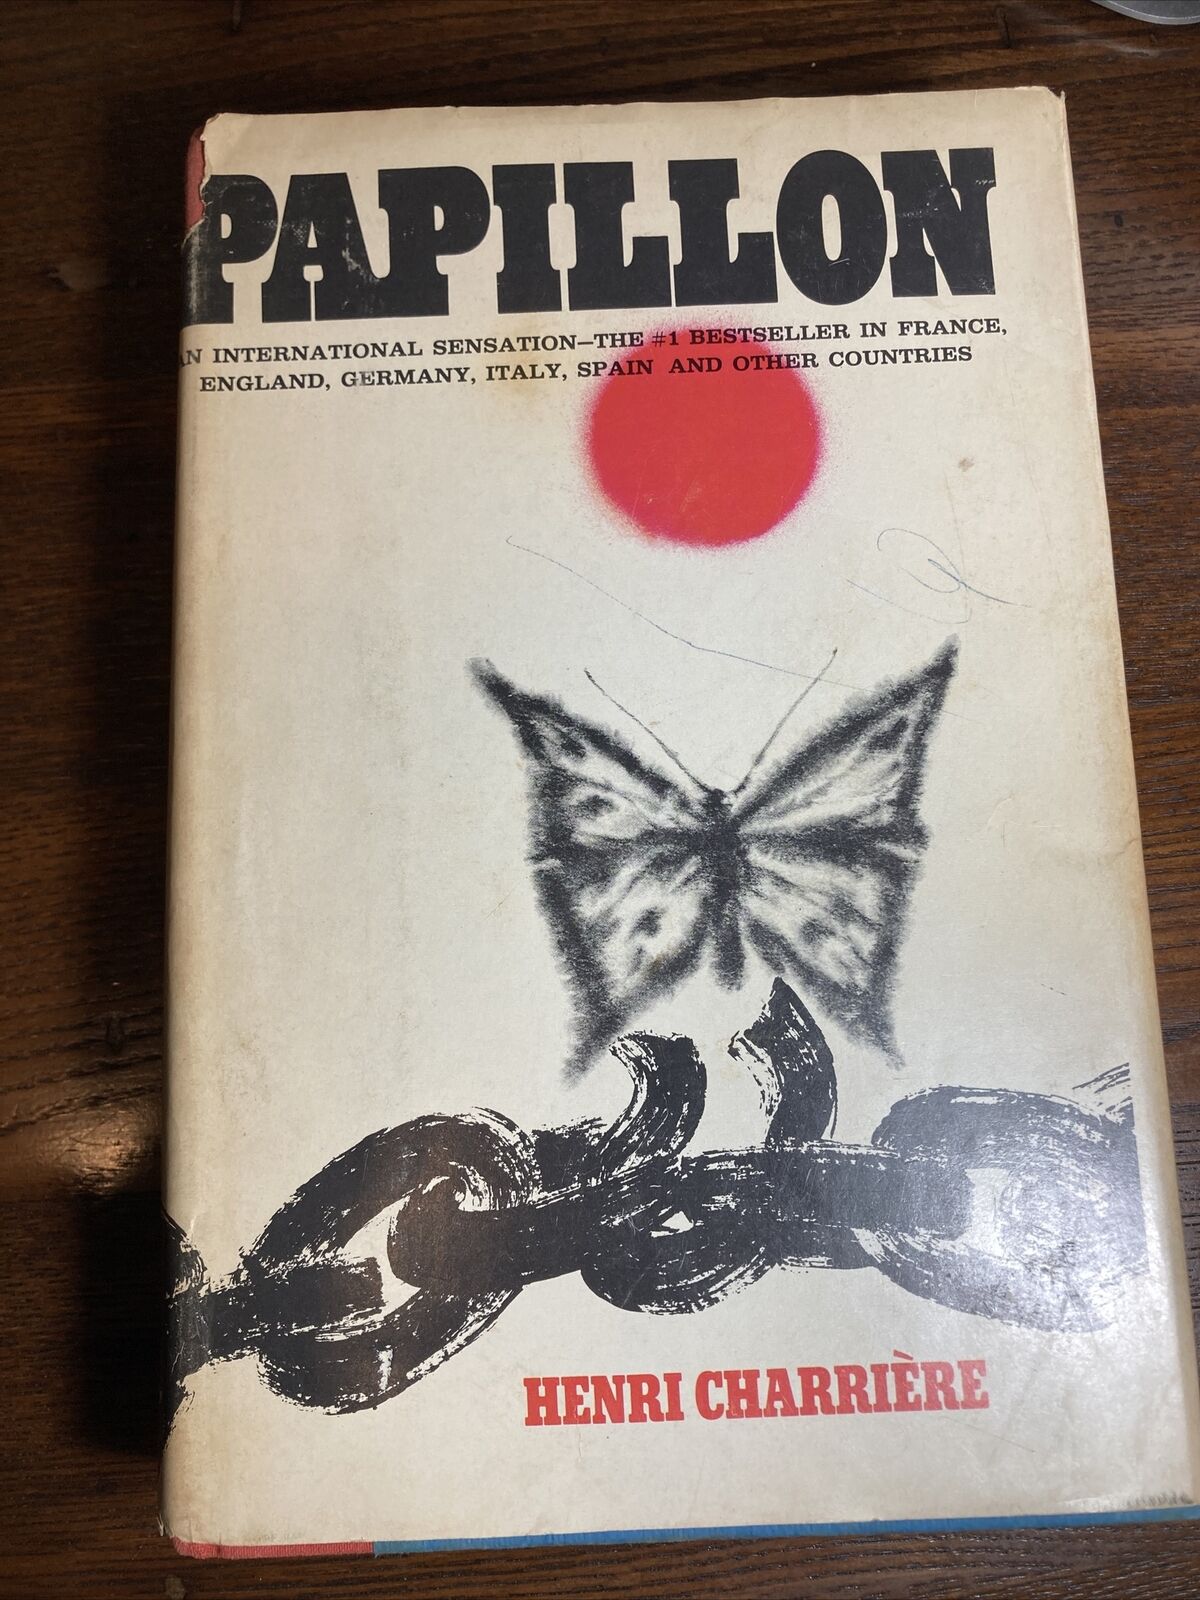 PAPILLON
AN INTERNATIONAL SENSATION—THE #1 BESTSELLER IN FRANCE,
ENGLAND, GERMANY, ITALY, SPAIN AND OTHER COUNTRIES
HENRI CHARRIÈRE